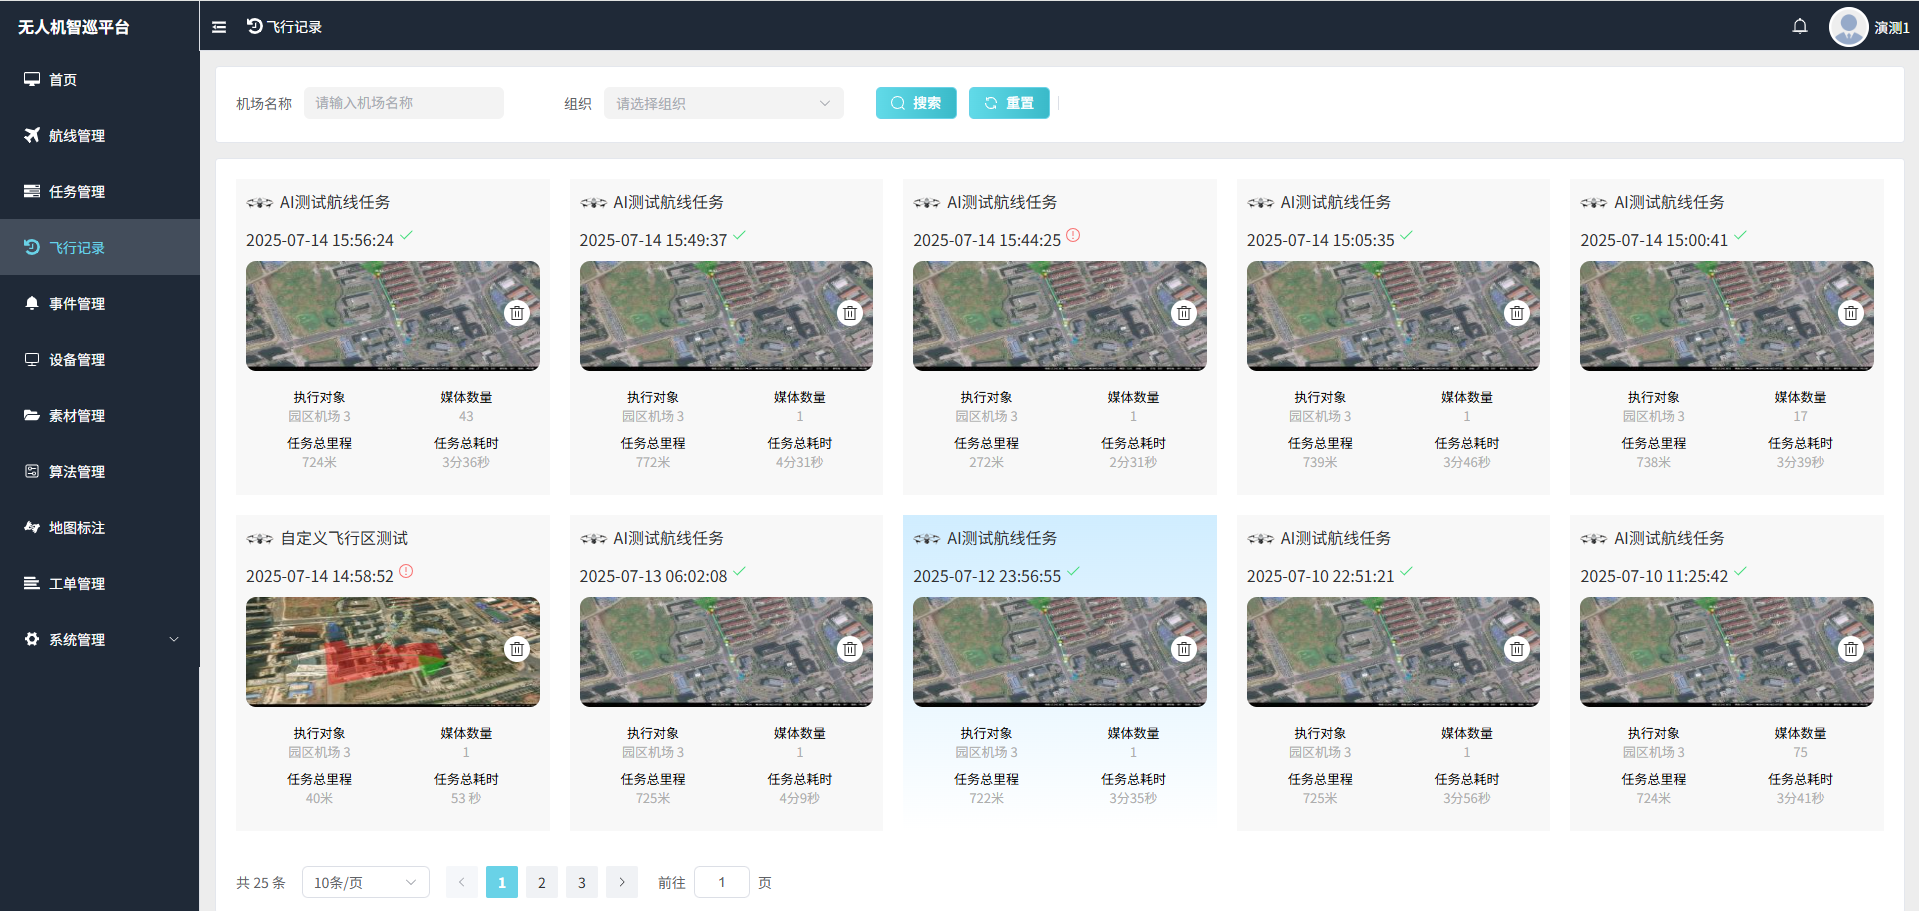 无人机智巡平台
飞行记录
演测1
首页
航线管理
任务管理
飞行记录
事件管理
设备管理
素材管理
算法管理
地图标注
工单管理
系统管理
机场名称 请输入机场名称 组织 请选择组织 搜索 重置
AI测试航线任务
2025-07-14 15:56:24
执行对象 媒体数量
园区机场 3 43
任务总里程 任务总耗时
724米 3分36秒
AI测试航线任务
2025-07-14 15:49:37
执行对象 媒体数量
园区机场 3 1
任务总里程 任务总耗时
772米 4分31秒
AI测试航线任务
2025-07-14 15:44:25
执行对象 媒体数量
园区机场 3 1
任务总里程 任务总耗时
272米 2分31秒
AI测试航线任务
2025-07-14 15:05:35
执行对象 媒体数量
园区机场 3 1
任务总里程 任务总耗时
739米 3分46秒
AI测试航线任务
2025-07-14 15:00:41
执行对象 媒体数量
园区机场 3 17
任务总里程 任务总耗时
738米 3分39秒
自定义飞行区测试
2025-07-14 14:58:52
执行对象 媒体数量
园区机场 3 1
任务总里程 任务总耗时
40米 53 秒
AI测试航线任务
2025-07-13 06:02:08
执行对象 媒体数量
园区机场 3 1
任务总里程 任务总耗时
725米 4分9秒
AI测试航线任务
2025-07-12 23:56:55
执行对象 媒体数量
园区机场 3 1
任务总里程 任务总耗时
722米 3分35秒
AI测试航线任务
2025-07-10 22:51:21
执行对象 媒体数量
园区机场 3 1
任务总里程 任务总耗时
725米 3分56秒
AI测试航线任务
2025-07-10 11:25:42
执行对象 媒体数量
园区机场 3 75
任务总里程 任务总耗时
724米 3分41秒
共 25 条 10条/页 1 2 3 前往 1 页